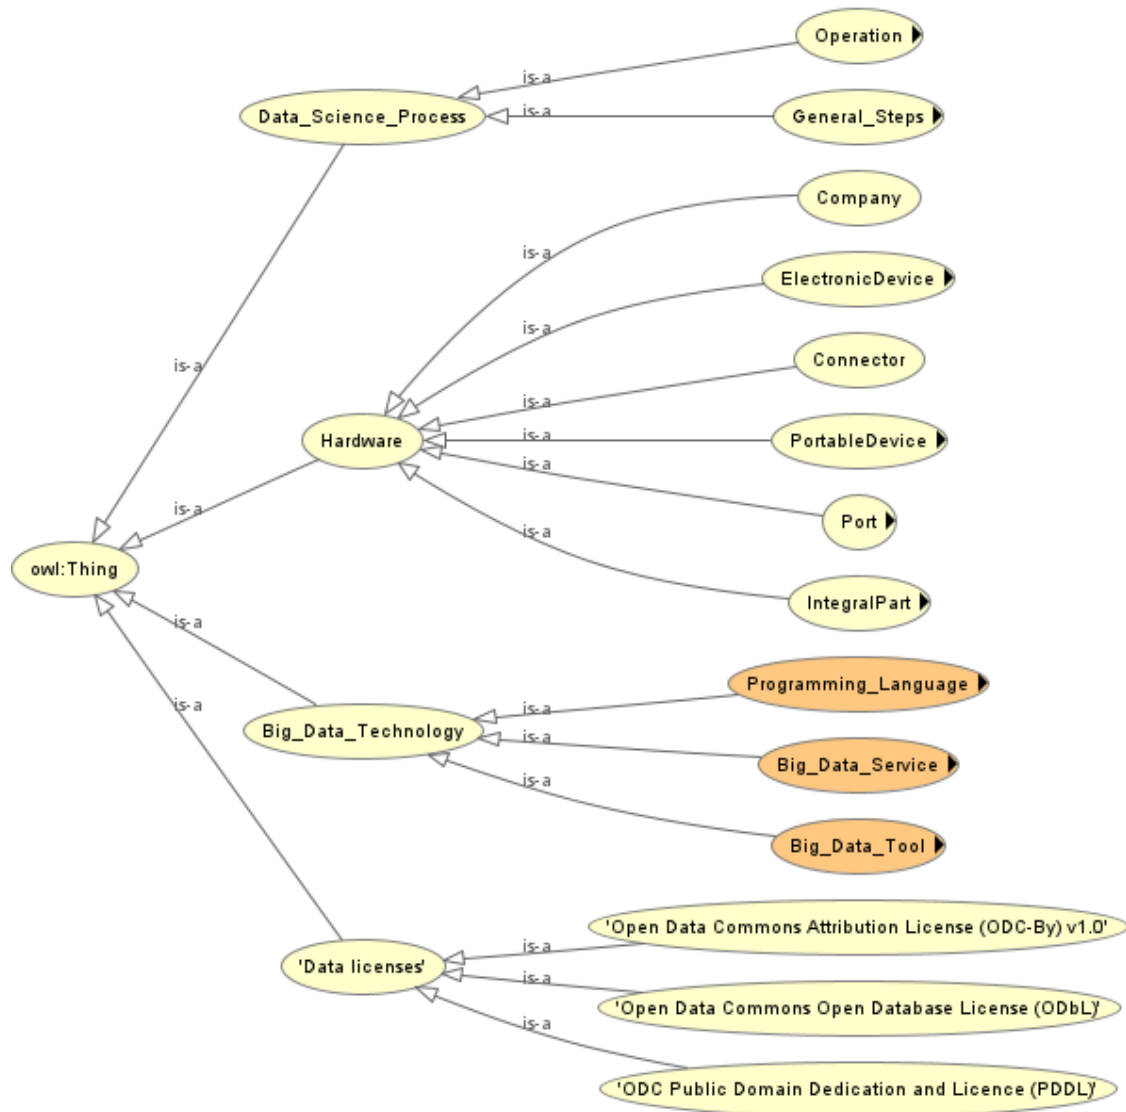 Operation
is-a
Data_Science_Process
is-a
General_Steps
Company
is-a
ElectronicDevice
is-a
Connector
is-a
is-a
Hardware
is-a
PortableDevice
is-a
is-a
Port
is-a
owl:Thing
IntegralPart
is-a
Programming_Language
is-a
is-a
Big_Data_Technology
is-a
Big_Data_Service
is-a
Big_Data_Tool
'Open Data Commons Attribution License (ODC-By) v1.0'
is-a
'Data licenses'
is-a
'Open Data Commons Open Database License (ODbL)'
is-a
'ODC Public Domain Dedication and Licence (PDDL)'